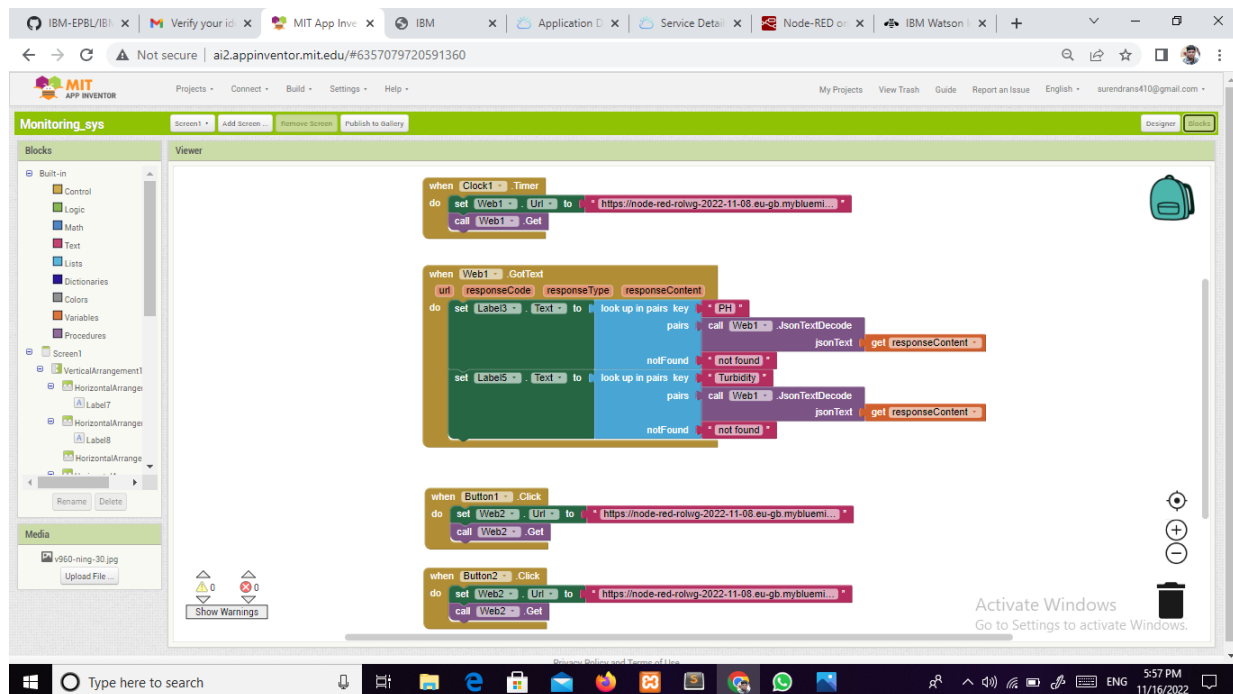 IBM-EPBL/IBM
Verify your id
MIT App Inve
IBM
Application D
Service Detail
Node-RED on
IBM Watson
Not secure
ai2.appinventor.mit.edu/#6357079720591360
MIT
APP INVENTOR
Projects Connect Build Settings Help
My Projects View Trash Guide Report an Issue English surendrans410@gmail.com
Monitoring_sys
Screen1 Add Screen ... Remove Screen Publish to Gallery
Designer Blocks
Blocks
Viewer
Built-in
Control
Logic
Math
Text
Lists
Dictionaries
Colors
Variables
Procedures
Screen1
VerticalArrangement1
HorizontalArrange
Label7
HorizontalArrange
Label8
HorizontalArrange
Rename Delete
Media
v960-ning-30.jpg
Upload File ...
when Clock1 .Timer
do set Web1 . Url to " https://node-red-rolwg-2022-11-08.eu-gb.mybluemi... "
call Web1 .Get
when Web1 .GotText
url responseCode responseType responseContent
do set Label3 . Text to look up in pairs key " PH "
pairs call Web1 .JsonTextDecode
jsonText get responseContent
notFound " not found "
set Label5 . Text to look up in pairs key " Turbidity "
pairs call Web1 .JsonTextDecode
jsonText get responseContent
notFound " not found "
when Button1 .Click
do set Web2 . Url to " https://node-red-rolwg-2022-11-08.eu-gb.mybluemi... "
call Web2 .Get
when Button2 .Click
do set Web2 . Url to " https://node-red-rolwg-2022-11-08.eu-gb.mybluemi... "
call Web2 .Get
0 0
Show Warnings
Activate Windows
Go to Settings to activate Windows.
Privacy Policy and Terms of Use
Type here to search
ENG
5:57 PM
11/16/2022